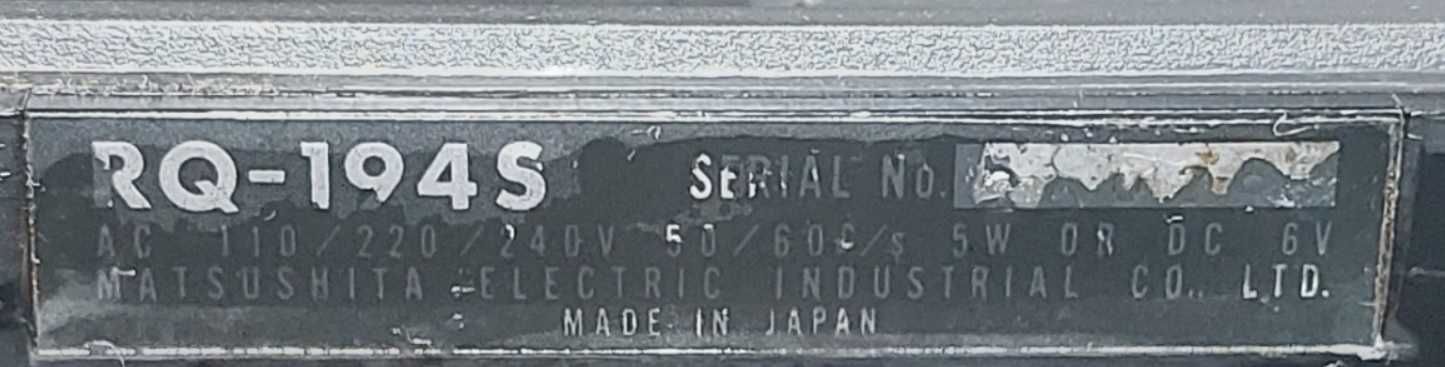 RQ-194S SERIAL No.
AC 110/220/240V 50/60c/s 5W OR DC 6V
MATSUSHITA ELECTRIC INDUSTRIAL CO., LTD.
MADE IN JAPAN